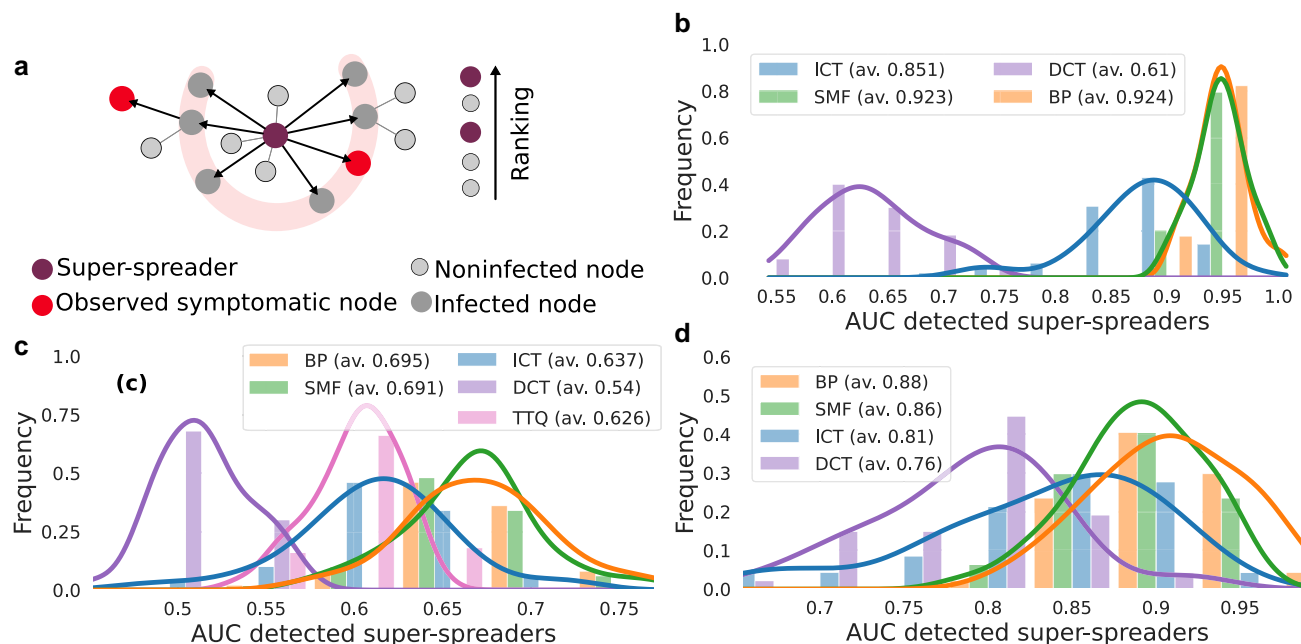 a
Ranking
Super-spreader
Observed symptomatic node
Noninfected node
Infected node
b
1.0
0.8
0.6
0.4
0.2
0.0
Frequency
ICT (av. 0.851)
SMF (av. 0.923)
DCT (av. 0.61)
BP (av. 0.924)
0.55 0.6 0.65 0.7 0.75 0.8 0.85 0.9 0.95 1.0
AUC detected super-spreaders
c
(c)
1.0
0.75
0.5
0.25
0.0
Frequency
BP (av. 0.695)
SMF (av. 0.691)
ICT (av. 0.637)
DCT (av. 0.54)
TTQ (av. 0.626)
0.5 0.55 0.6 0.65 0.7 0.75
AUC detected super-spreaders
d
0.6
0.5
0.4
0.3
0.2
0.1
0.0
Frequency
BP (av. 0.88)
SMF (av. 0.86)
ICT (av. 0.81)
DCT (av. 0.76)
0.7 0.75 0.8 0.85 0.9 0.95
AUC detected super-spreaders